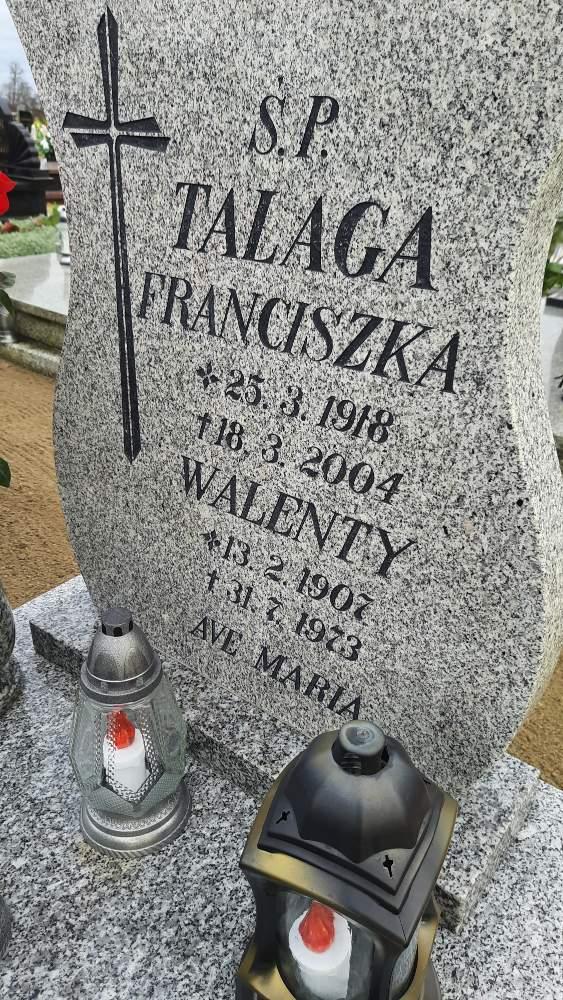 Ś.P.
TALAGA
FRANCISZKA
* 25. 3. 1918
† 18. 3. 2004
WALENTY
* 13. 2. 1907
† 31. 7. 1973
AVE MARIA